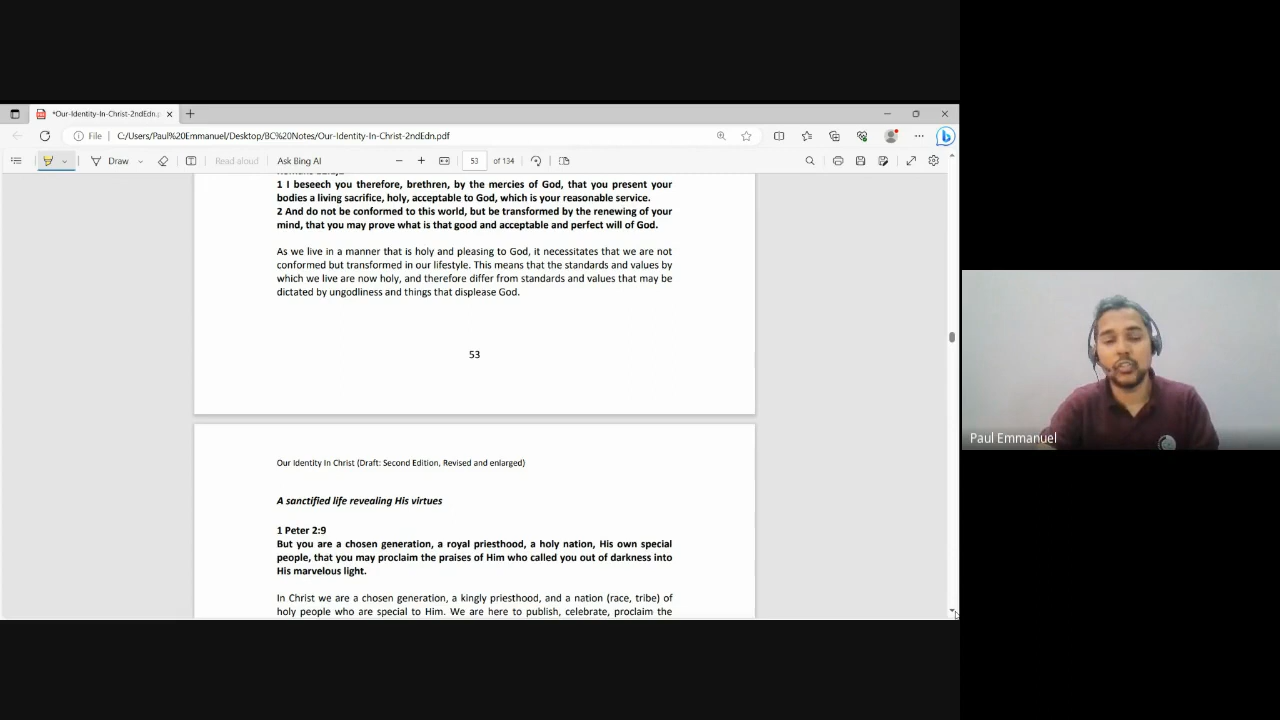 *Our-Identity-In-Christ-2ndEdn.p
File
C:/Users/Paul%20Emmanuel/Desktop/BC%20Notes/Our-Identity-In-Christ-2ndEdn.pdf
Draw
Read aloud
Ask Bing AI
53
of 134
1 I beseech you therefore, brethren, by the mercies of God, that you present your
bodies a living sacrifice, holy, acceptable to God, which is your reasonable service.
2 And do not be conformed to this world, but be transformed by the renewing of your
mind, that you may prove what is that good and acceptable and perfect will of God.
As we live in a manner that is holy and pleasing to God, it necessitates that we are not
conformed but transformed in our lifestyle. This means that the standards and values by
which we live are now holy, and therefore differ from standards and values that may be
dictated by ungodliness and things that displease God.
53
Our Identity In Christ (Draft: Second Edition, Revised and enlarged)
A sanctified life revealing His virtues
1 Peter 2:9
But you are a chosen generation, a royal priesthood, a holy nation, His own special
people, that you may proclaim the praises of Him who called you out of darkness into
His marvelous light.
In Christ we are a chosen generation, a kingly priesthood, and a nation (race, tribe) of
holy people who are special to Him. We are here to publish, celebrate, proclaim the
Paul Emmanuel